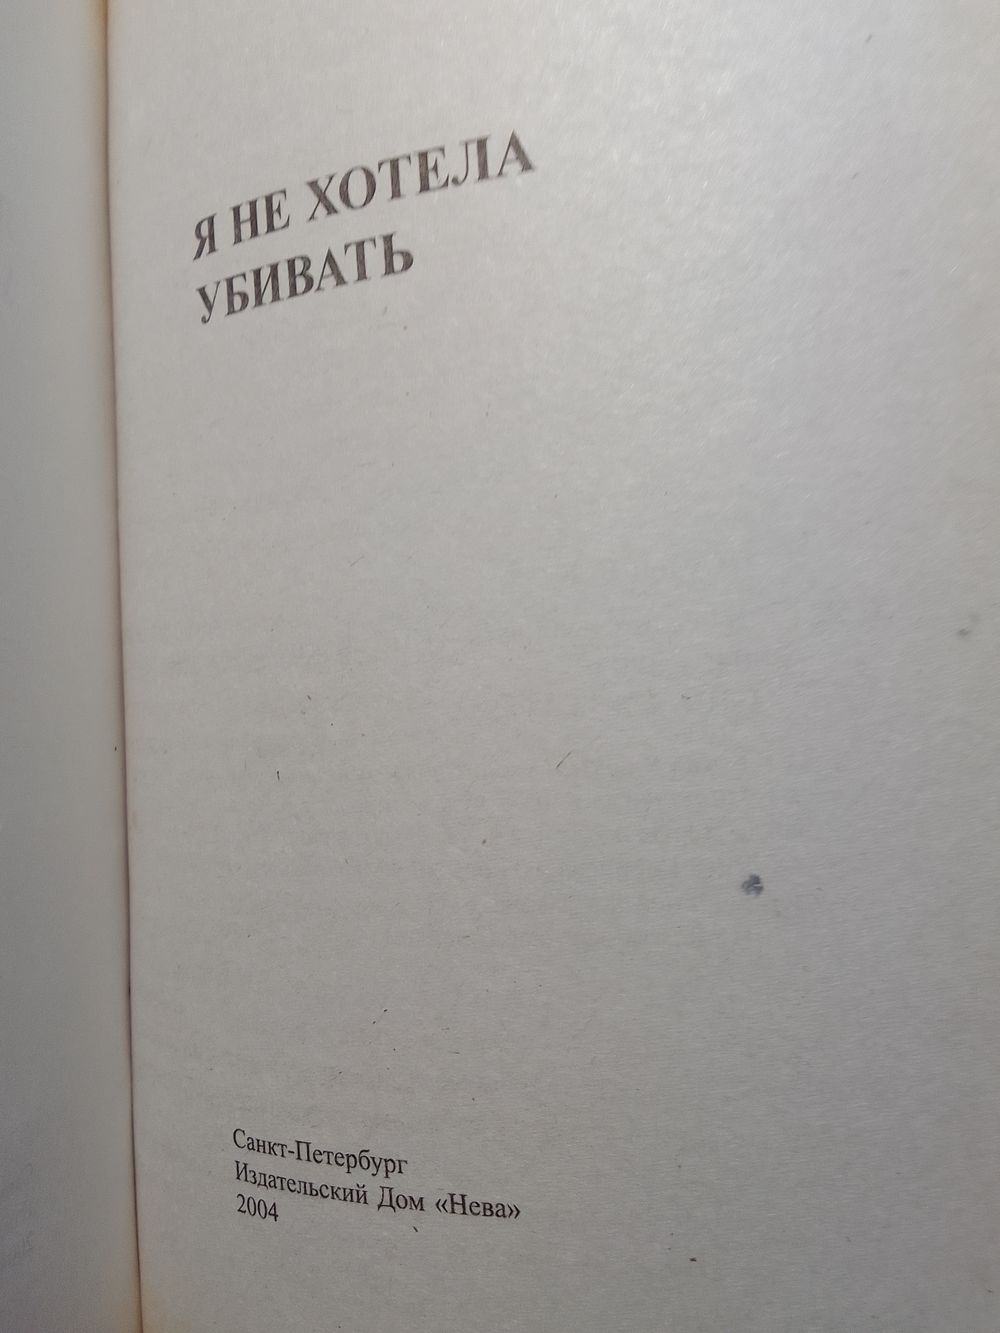 Я НЕ ХОТЕЛА
УБИВАТЬ
Санкт-Петербург
Издательский Дом «Нева»
2004